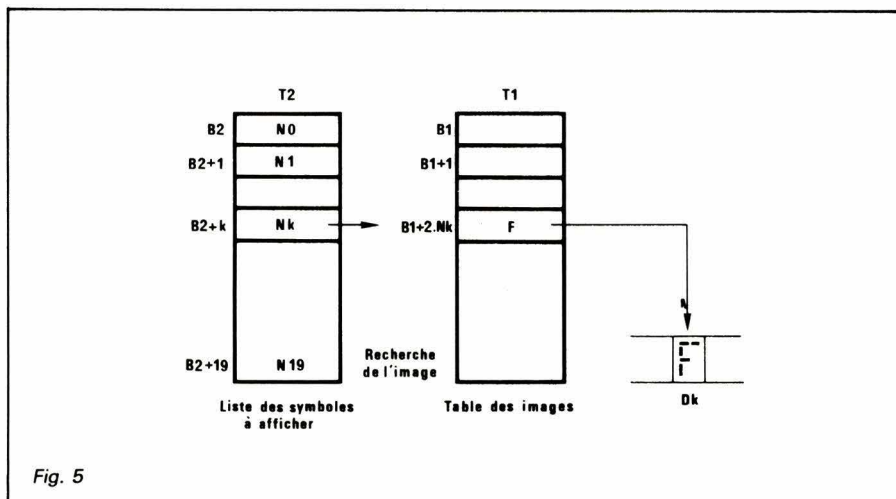 T2
T1
B2
N0
B1
B2+1
N1
B1+1
B2+k
Nk
B1+2.Nk
F
B2+19
N19
Recherche
de l'image
Dk
Liste des symboles
à afficher
Table des images
Fig. 5